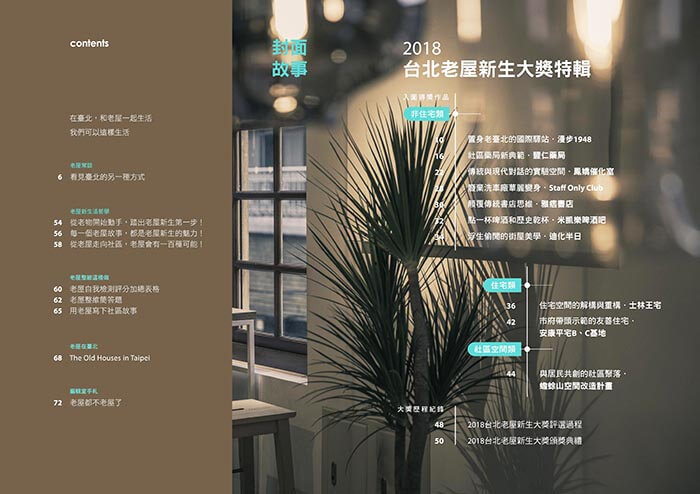 contents
在臺北，和老屋一起生活
我們可以這樣生活
老屋常談
6 看見臺北的另一種方式
老屋新生活哲學
54 從老物開始動手，踏出老屋新生第一步！
56 每一個老屋故事，都是老屋新生的魅力！
58 從老屋走向社區，老屋會有一百種可能！
老屋整維這樣做
60 老屋自我檢測評分加總表格
62 老屋整維簡答題
65 用老屋寫下社區故事
老屋在臺北
68 The Old Houses in Taipei
編輯室手札
72 老屋都不老屋了
封面
故事
2018
台北老屋新生大獎特輯
入圍得獎作品
非住宅類
10 置身老臺北的國際驛站．漫步1948
16 社區藥局新典範．豐仁藥局
22 傳統與現代對話的實驗空間．鳳嬌催化室
廢棄洗車廠華麗變身．Staff Only Club
30 顛覆傳統書店思維．雅痞書店
32 點一杯啤酒和歷史乾杯．米凱樂啤酒吧
34 浮生偷閒的街屋美學．迪化半日
住宅類
36 住宅空間的解構與重構．士林王宅
42 市府帶頭示範的友善住宅．
安康平宅B、C基地
社區空間類
44 與居民共創的社區聚落．
蟾蜍山空間改造計畫
大獎歷程紀錄
48 2018台北老屋新生大獎評選過程
50 2018台北老屋新生大獎頒獎典禮